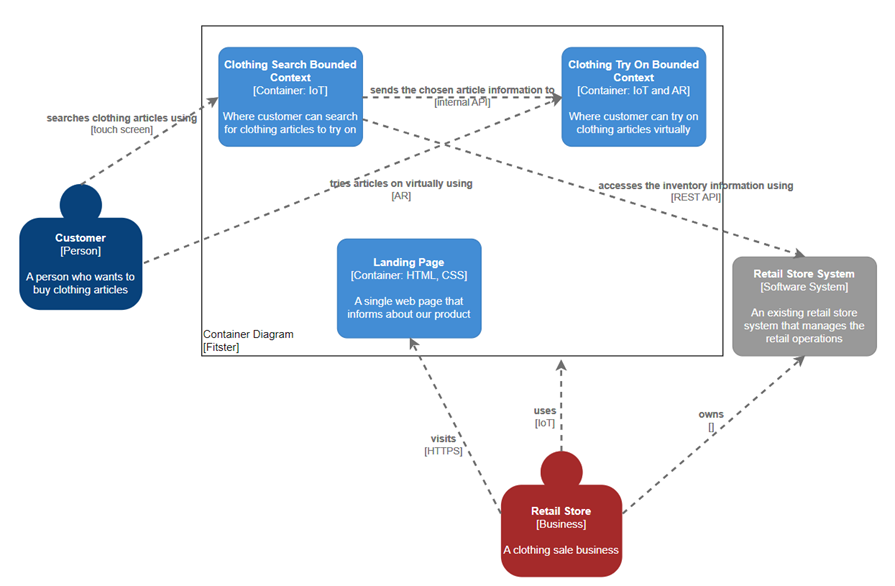 Clothing Search Bounded
Context
[Container: IoT]
Where customer can search
for clothing articles to try on
sends the chosen article information to
[internal API]
Clothing Try On Bounded
Context
[Container: IoT and AR]
Where customer can try on
clothing articles virtually
searches clothing articles using
[touch screen]
tries articles on virtually using
[AR]
accesses the inventory information using
[REST API]
Customer
[Person]
A person who wants to
buy clothing articles
Landing Page
[Container: HTML, CSS]
A single web page that
informs about our product
Retail Store System
[Software System]
An existing retail store
system that manages the
retail operations
Container Diagram
[Fitster]
visits
[HTTPS]
uses
[IoT]
owns
[]
Retail Store
[Business]
A clothing sale business